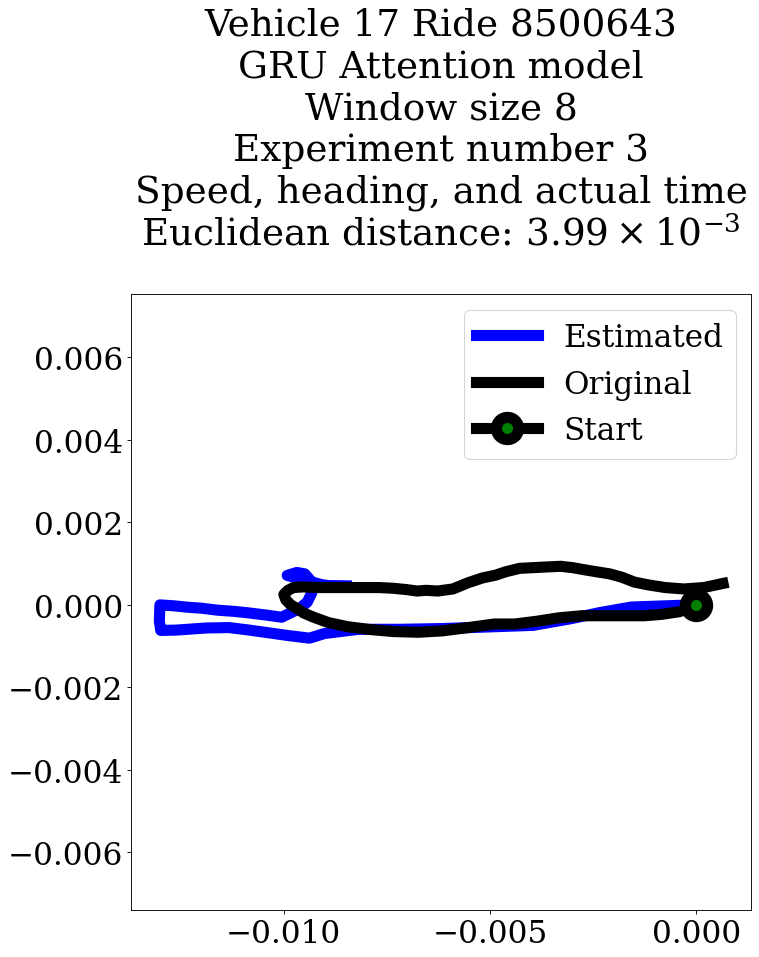 Vehicle 17 Ride 8500643
GRU Attention model
Window size 8
Experiment number 3
Speed, heading, and actual time
Euclidean distance: 3.99 × 10⁻³
Estimated
Original
Start
0.006
0.004
0.002
0.000
−0.002
−0.004
−0.006
−0.010
−0.005
0.000